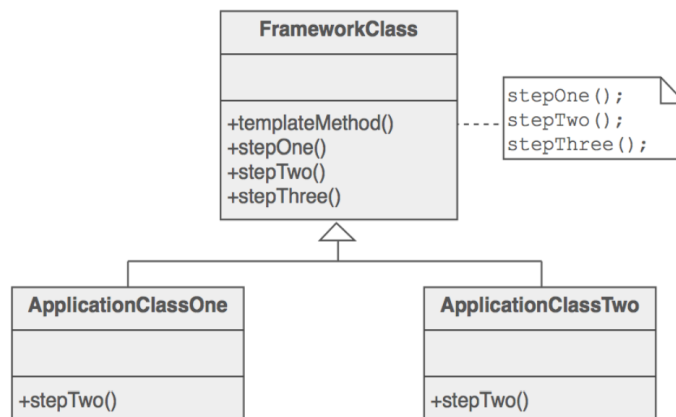 FrameworkClass
+templateMethod()
+stepOne()
+stepTwo()
+stepThree()
stepOne();
stepTwo();
stepThree();
ApplicationClassOne
+stepTwo()
ApplicationClassTwo
+stepTwo()